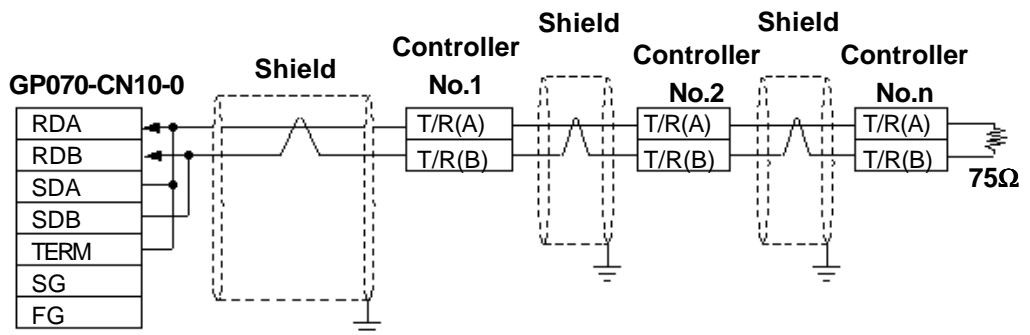 GP070-CN10-0
RDA
RDB
SDA
SDB
TERM
SG
FG
Shield
Controller
No.1
T/R(A)
T/R(B)
Shield
Controller
No.2
T/R(A)
T/R(B)
Shield
Controller
No.n
T/R(A)
T/R(B)
75Ω